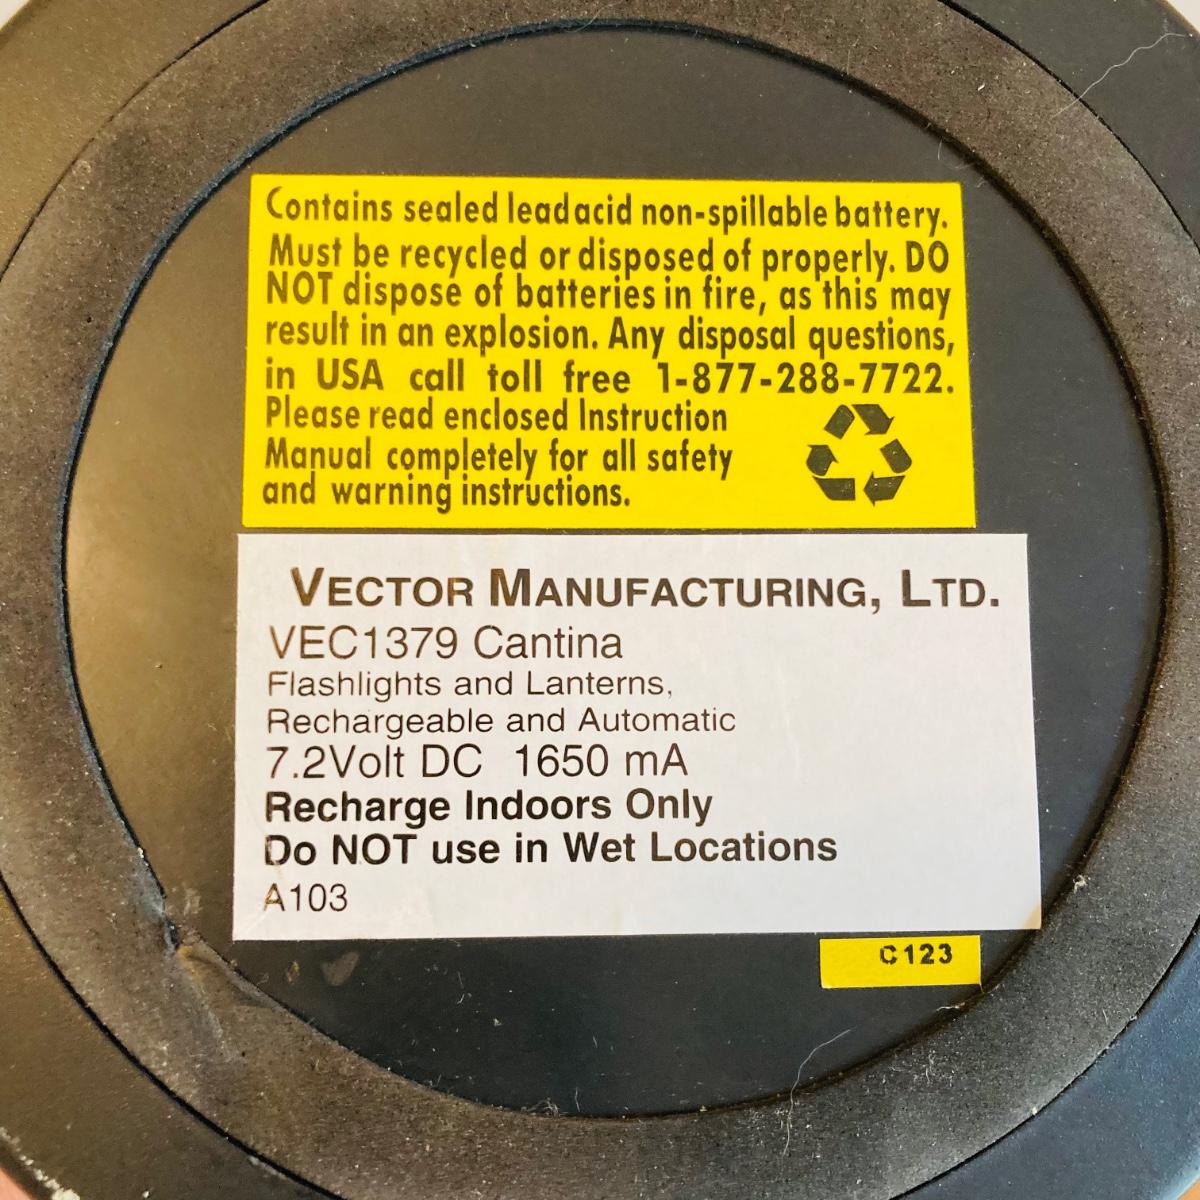 Contains sealed lead acid non-spillable battery.
Must be recycled or disposed of properly. DO
NOT dispose of batteries in fire, as this may
result in an explosion. Any disposal questions,
in USA call toll free 1-877-288-7722.
Please read enclosed Instruction
Manual completely for all safety
and warning instructions.
VECTOR MANUFACTURING, LTD.
VEC1379 Cantina
Flashlights and Lanterns,
Rechargeable and Automatic
7.2Volt DC 1650 mA
Recharge Indoors Only
Do NOT use in Wet Locations
A103
C123